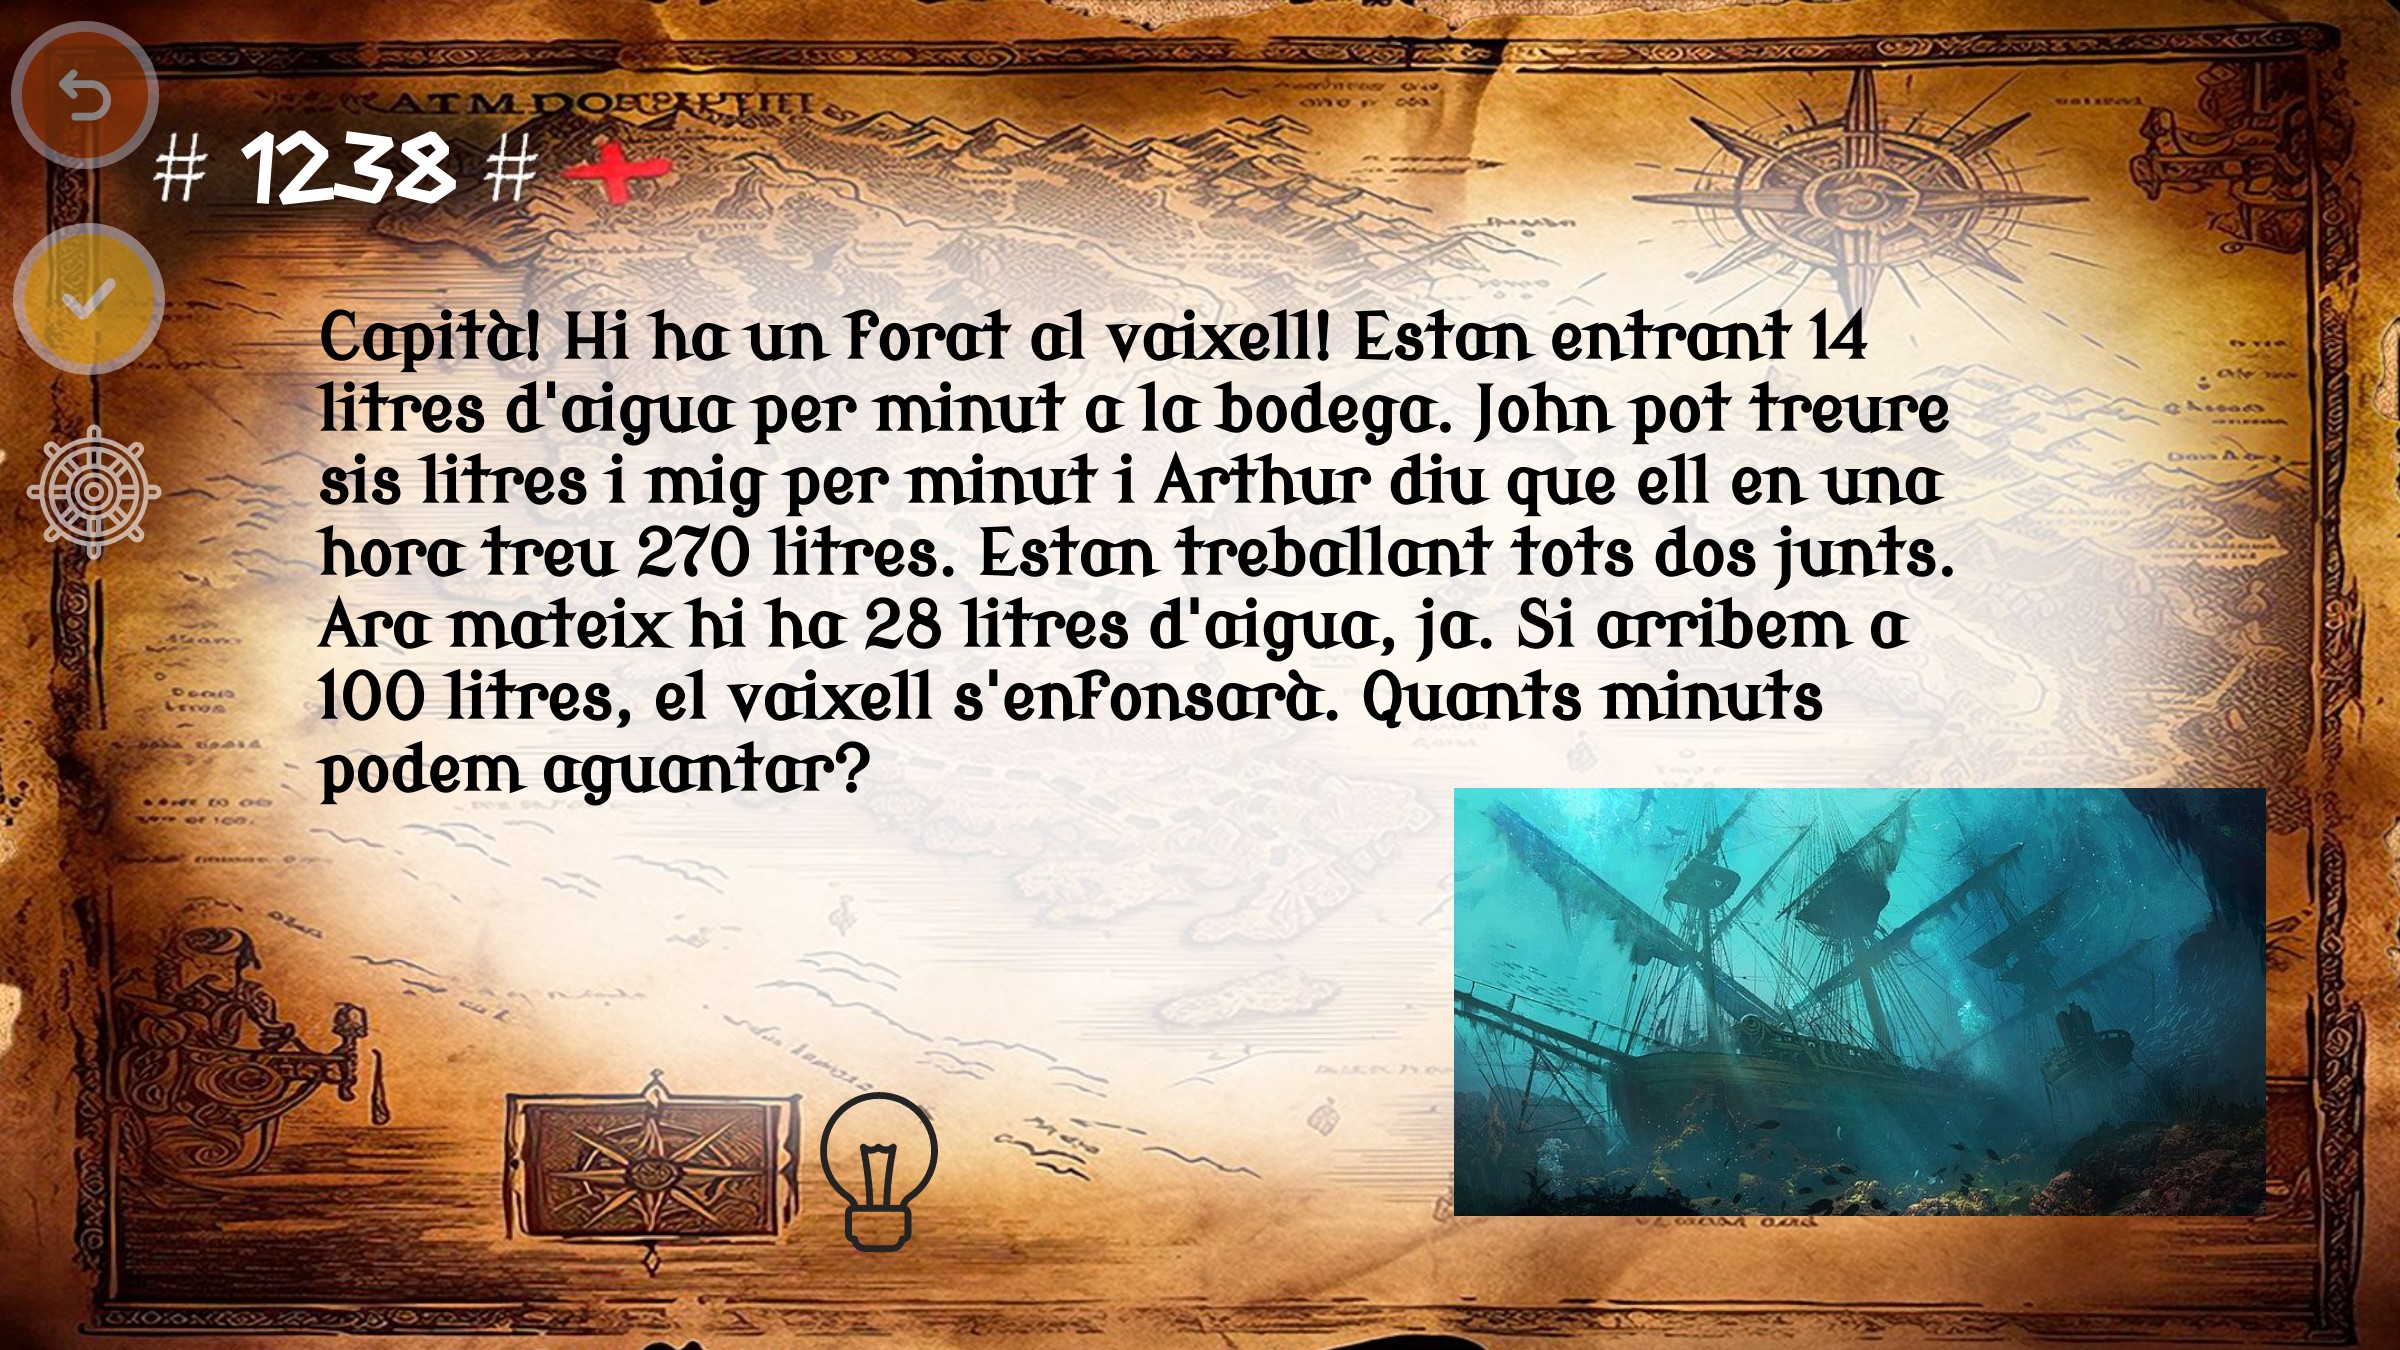 # 1238 #
Capità! Hi ha un forat al vaixell! Estan entrant 14
litres d'aigua per minut a la bodega. John pot treure
sis litres i mig per minut i Arthur diu que ell en una
hora treu 270 litres. Estan treballant tots dos junts.
Ara mateix hi ha 28 litres d'aigua, ja. Si arribem a
100 litres, el vaixell s'enfonsarà. Quants minuts
podem aguantar?